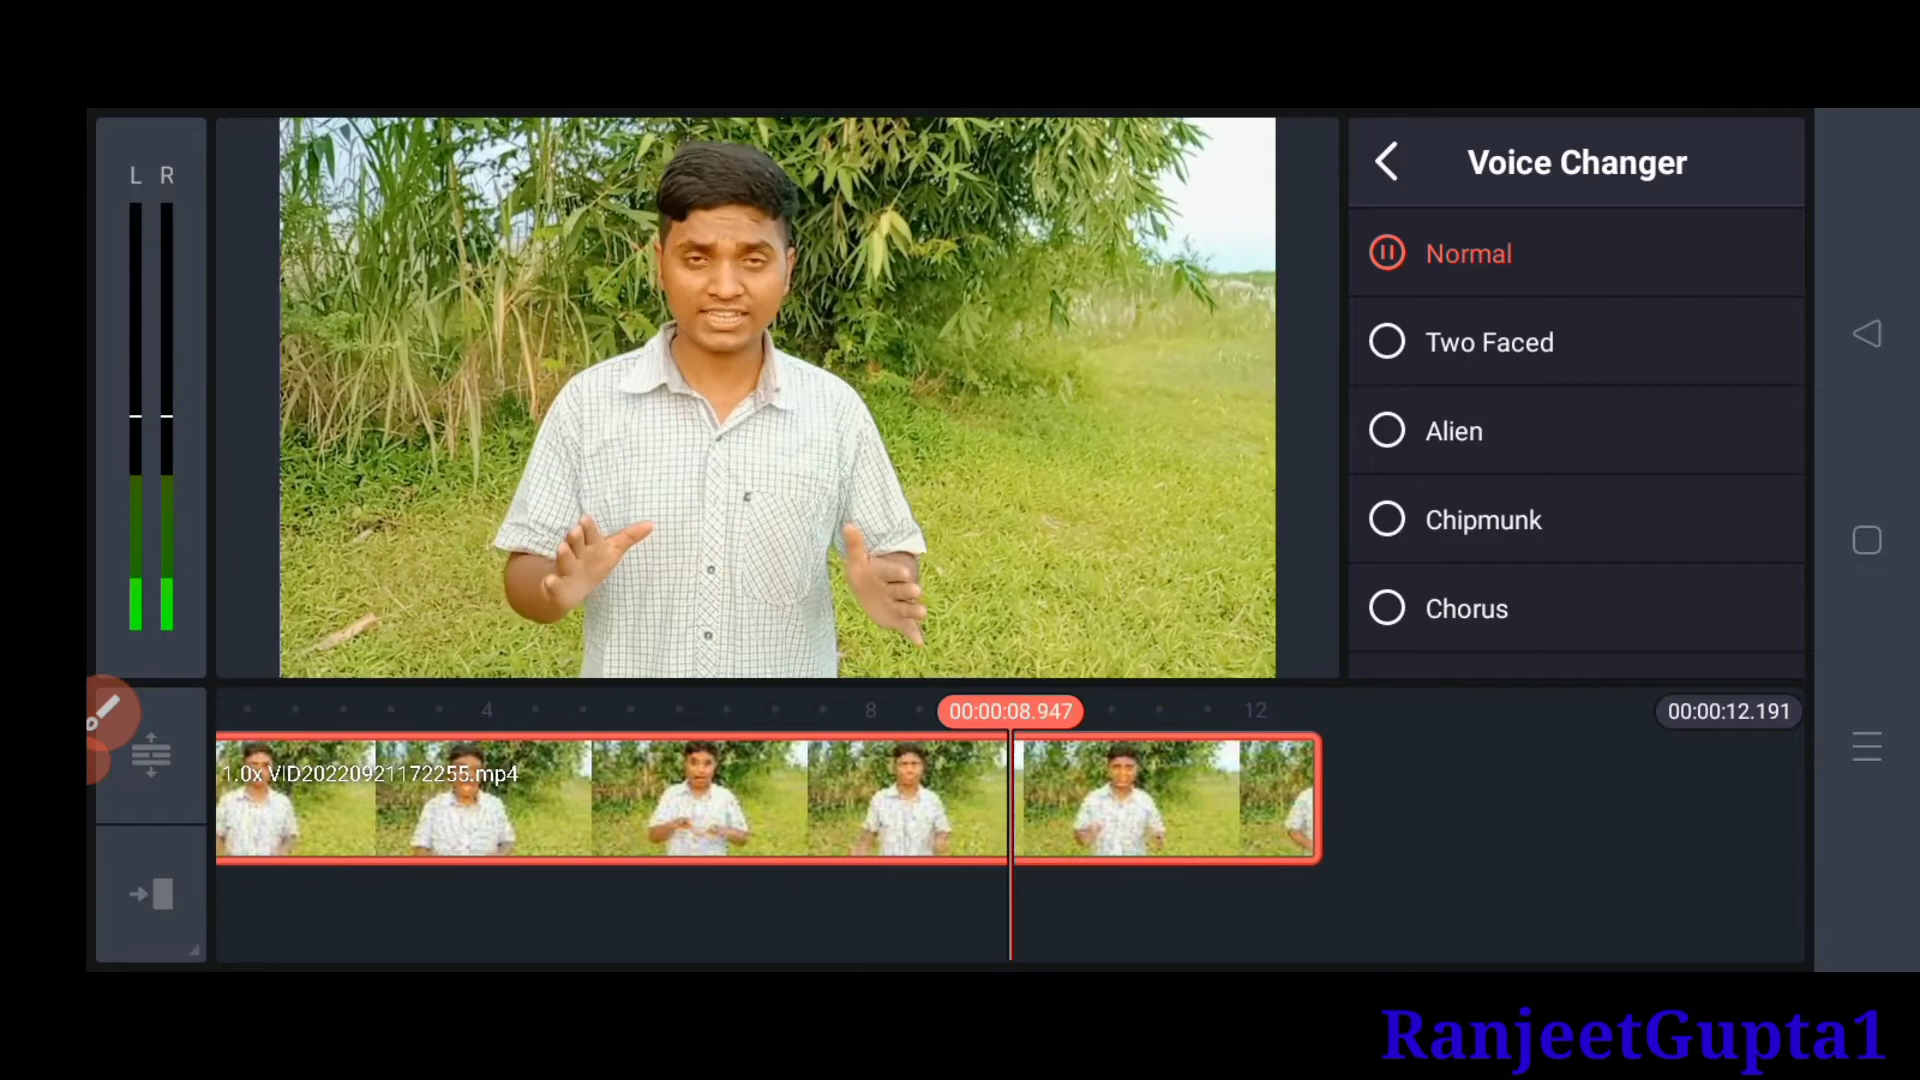 L R
Voice Changer
Normal
Two Faced
Alien
Chipmunk
Chorus
4
8
00:00:08.947
12
00:00:12.191
1.0x VID20220921172255.mp4
RanjeetGupta1